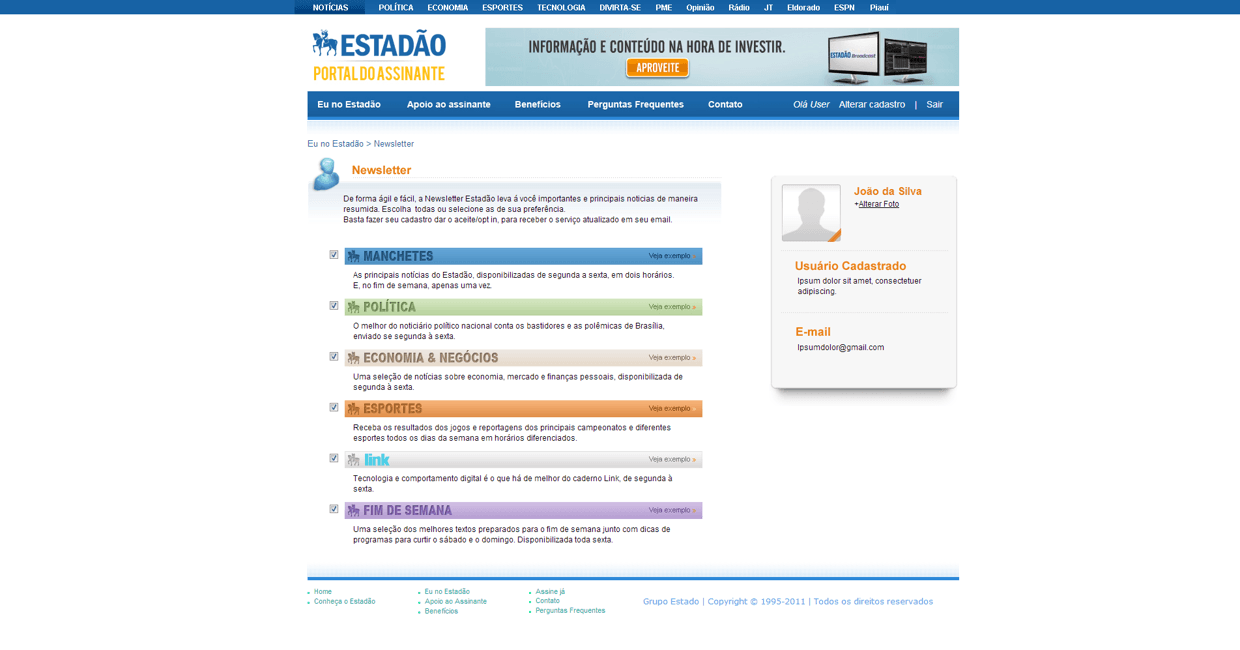 NOTÍCIAS POLÍTICA ECONOMIA ESPORTES TECNOLOGIA DIVIRTA-SE PME Opinião Rádio JT Eldorado ESPN Piauí
ESTADÃO
PORTAL DO ASSINANTE
INFORMAÇÃO E CONTEÚDO NA HORA DE INVESTIR.
APROVEITE
ESTADÃO Broadcast
Eu no Estadão Apoio ao assinante Benefícios Perguntas Frequentes Contato Olá User Alterar cadastro | Sair
Eu no Estadão > Newsletter
Newsletter
De forma ágil e fácil, a Newsletter Estadão leva á você importantes e principais noticias de maneira
resumida. Escolha todas ou selecione as de sua preferência.
Basta fazer seu cadastro dar o aceite/opt in, para receber o serviço atualizado em seu email.
MANCHETES Veja exemplo »
As principais notícias do Estadão, disponibilizadas de segunda a sexta, em dois horários.
E, no fim de semana, apenas uma vez.
POLÍTICA Veja exemplo »
O melhor do noticiário político nacional conta os bastidores e as polêmicas de Brasília,
enviado se segunda à sexta.
ECONOMIA & NEGÓCIOS Veja exemplo »
Uma seleção de notícias sobre economia, mercado e finanças pessoais, disponibilizada de
segunda à sexta.
ESPORTES Veja exemplo »
Receba os resultados dos jogos e reportagens dos principais campeonatos e diferentes
esportes todos os dias da semana em horários diferenciados.
link Veja exemplo »
Tecnologia e comportamento digital é o que há de melhor do caderno Link, de segunda à
sexta.
FIM DE SEMANA Veja exemplo »
Uma seleção dos melhores textos preparados para o fim de semana junto com dicas de
programas para curtir o sábado e o domingo. Disponibilizada toda sexta.
João da Silva
+Alterar Foto
Usuário Cadastrado
Ipsum dolor sit amet, consectetuer
adipiscing.
E-mail
Ipsumdolor@gmail.com
Home
Conheça o Estadão
Eu no Estadão
Apoio ao Assinante
Benefícios
Assine já
Contato
Perguntas Frequentes
Grupo Estado | Copyright © 1995-2011 | Todos os direitos reservados